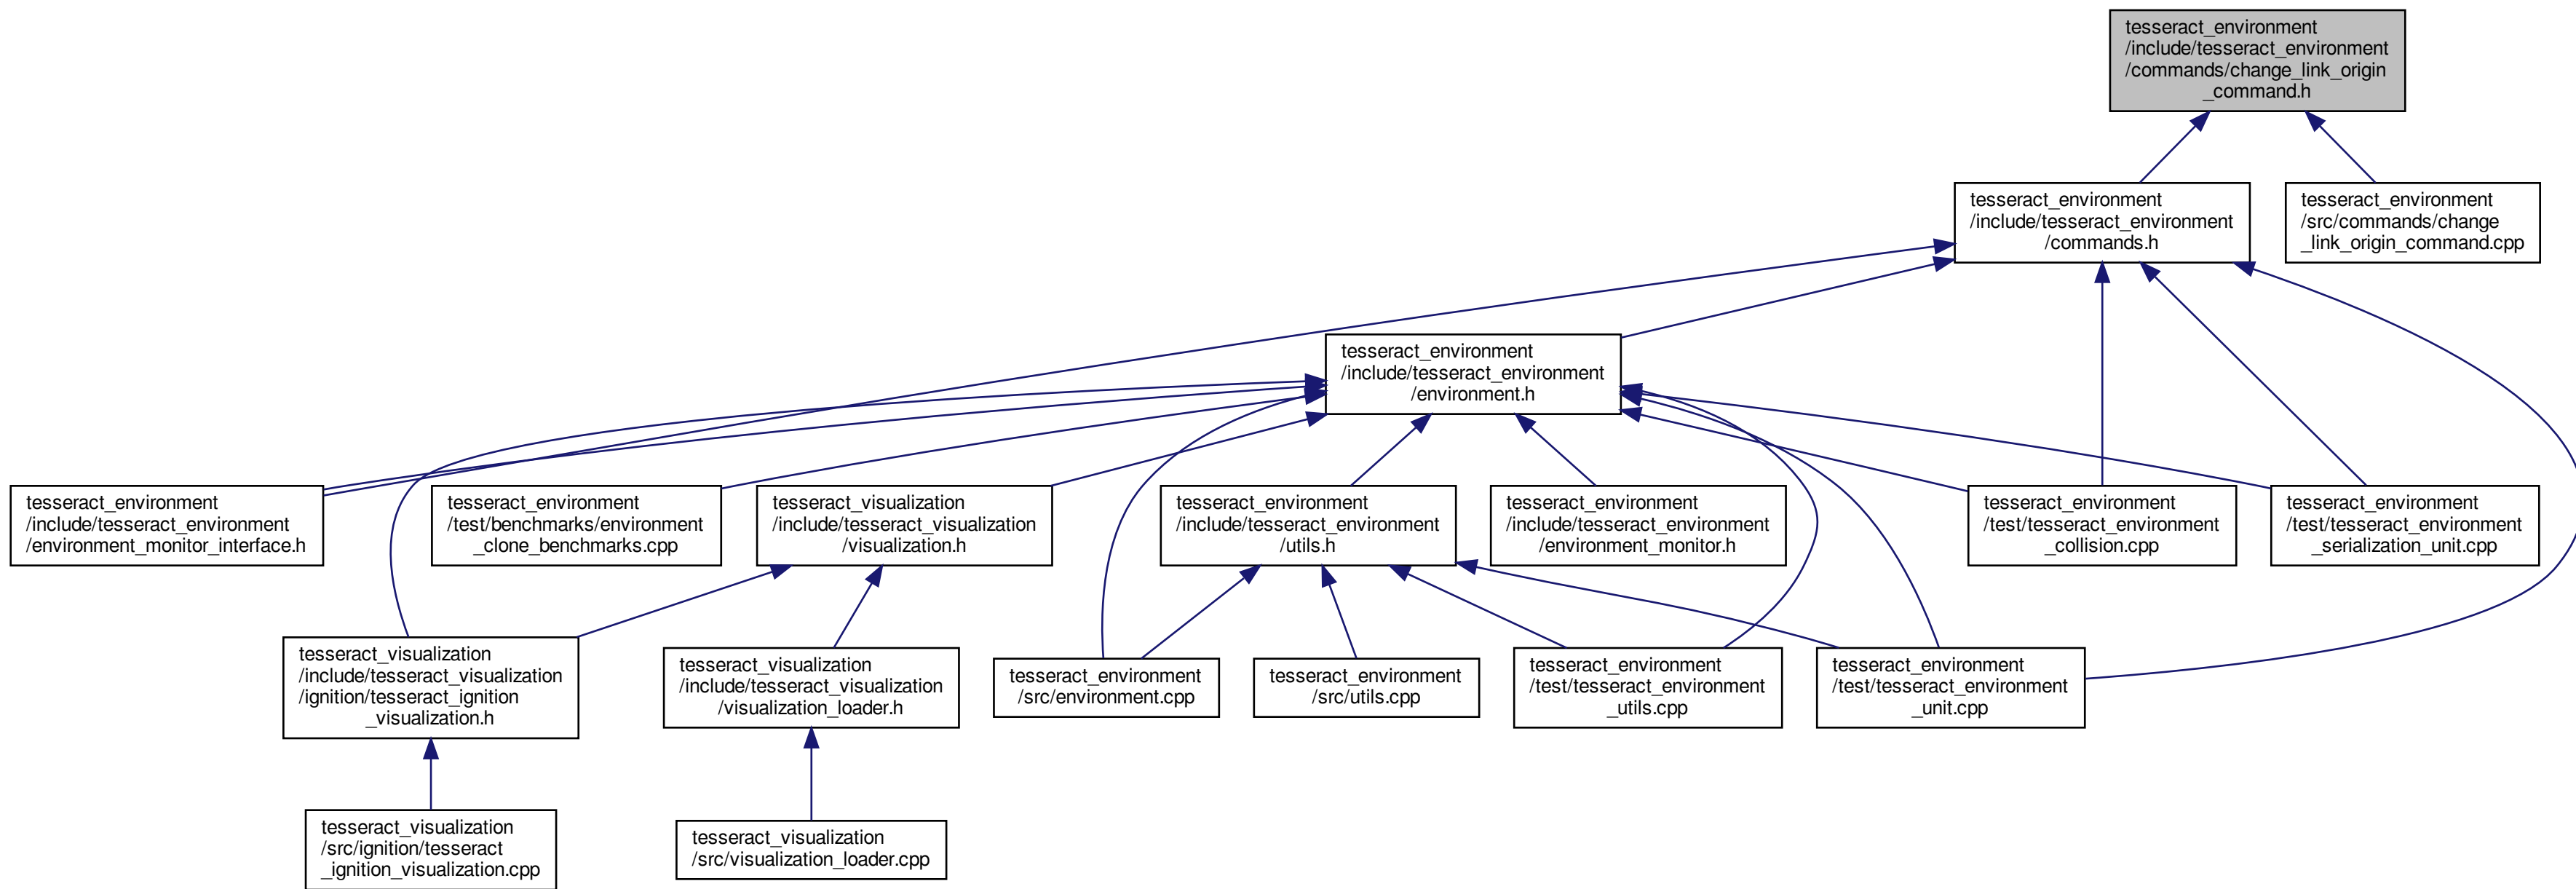 tesseract_environment
/include/tesseract_environment
/commands/change_link_origin
_command.h
tesseract_environment
/include/tesseract_environment
/commands.h
tesseract_environment
/src/commands/change
_link_origin_command.cpp
tesseract_environment
/include/tesseract_environment
/environment.h
tesseract_environment
/include/tesseract_environment
/environment_monitor_interface.h
tesseract_environment
/test/benchmarks/environment
_clone_benchmarks.cpp
tesseract_visualization
/include/tesseract_visualization
/visualization.h
tesseract_environment
/include/tesseract_environment
/utils.h
tesseract_environment
/include/tesseract_environment
/environment_monitor.h
tesseract_environment
/test/tesseract_environment
_collision.cpp
tesseract_environment
/test/tesseract_environment
_serialization_unit.cpp
tesseract_visualization
/include/tesseract_visualization
/ignition/tesseract_ignition
_visualization.h
tesseract_visualization
/include/tesseract_visualization
/visualization_loader.h
tesseract_environment
/src/environment.cpp
tesseract_environment
/src/utils.cpp
tesseract_environment
/test/tesseract_environment
_utils.cpp
tesseract_environment
/test/tesseract_environment
_unit.cpp
tesseract_visualization
/src/ignition/tesseract
_ignition_visualization.cpp
tesseract_visualization
/src/visualization_loader.cpp